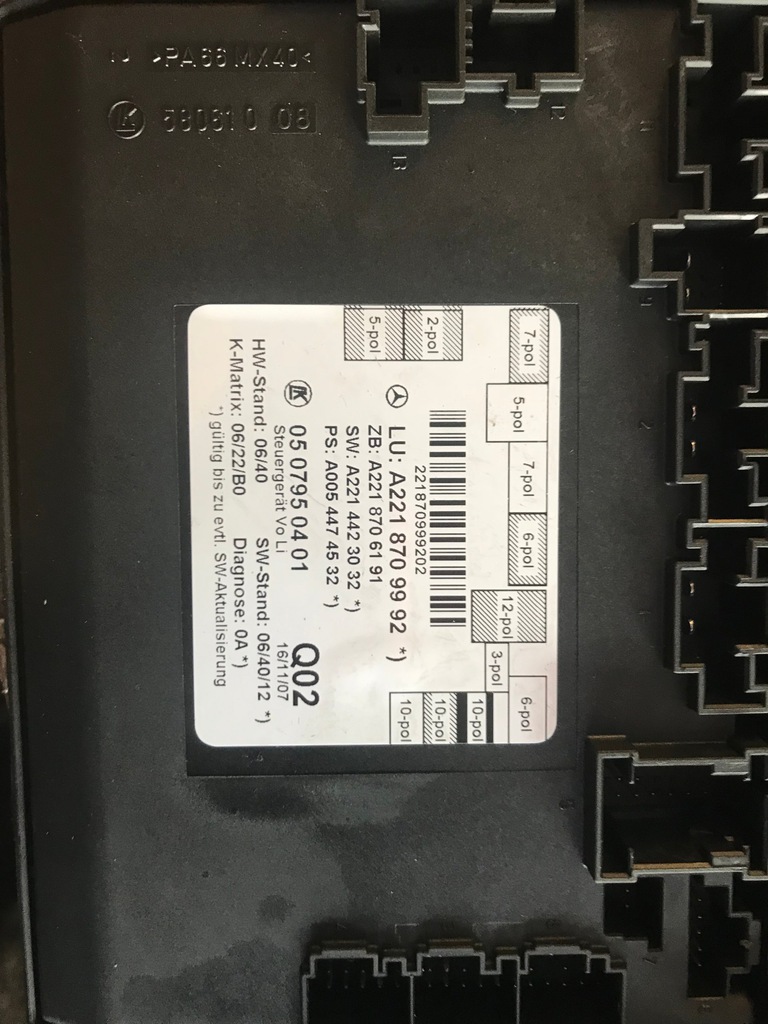 >PA66 MX40<
580610 08
7-pol
5-pol
7-pol
6-pol
12-pol
3-pol
6-pol
2-pol
5-pol
10-pol
10-pol
10-pol
221870999202
LU: A221 870 99 92 *)
ZB: A221 870 61 91
SW: A221 442 30 32 *)
PS: A005 447 45 32 *)
05 0795 04 01
Q02
Steuergerät Vo Li
16/11/07
HW-Stand: 06/40 SW-Stand: 06/40/12 *)
K-Matrix: 06/22/B0 Diagnose: 0A *)
*) gültig bis zu evtl. SW-Aktualisierung
13
12